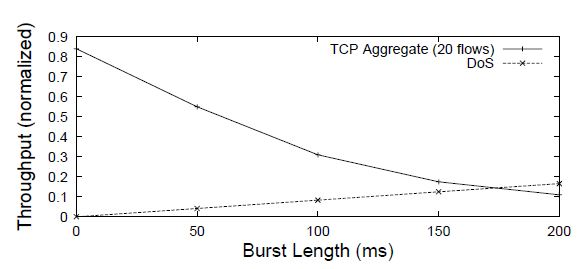 Throughput (normalized)
0.9
0.8
0.7
0.6
0.5
0.4
0.3
0.2
0.1
0
TCP Aggregate (20 flows)
DoS
0 50 100 150 200
Burst Length (ms)